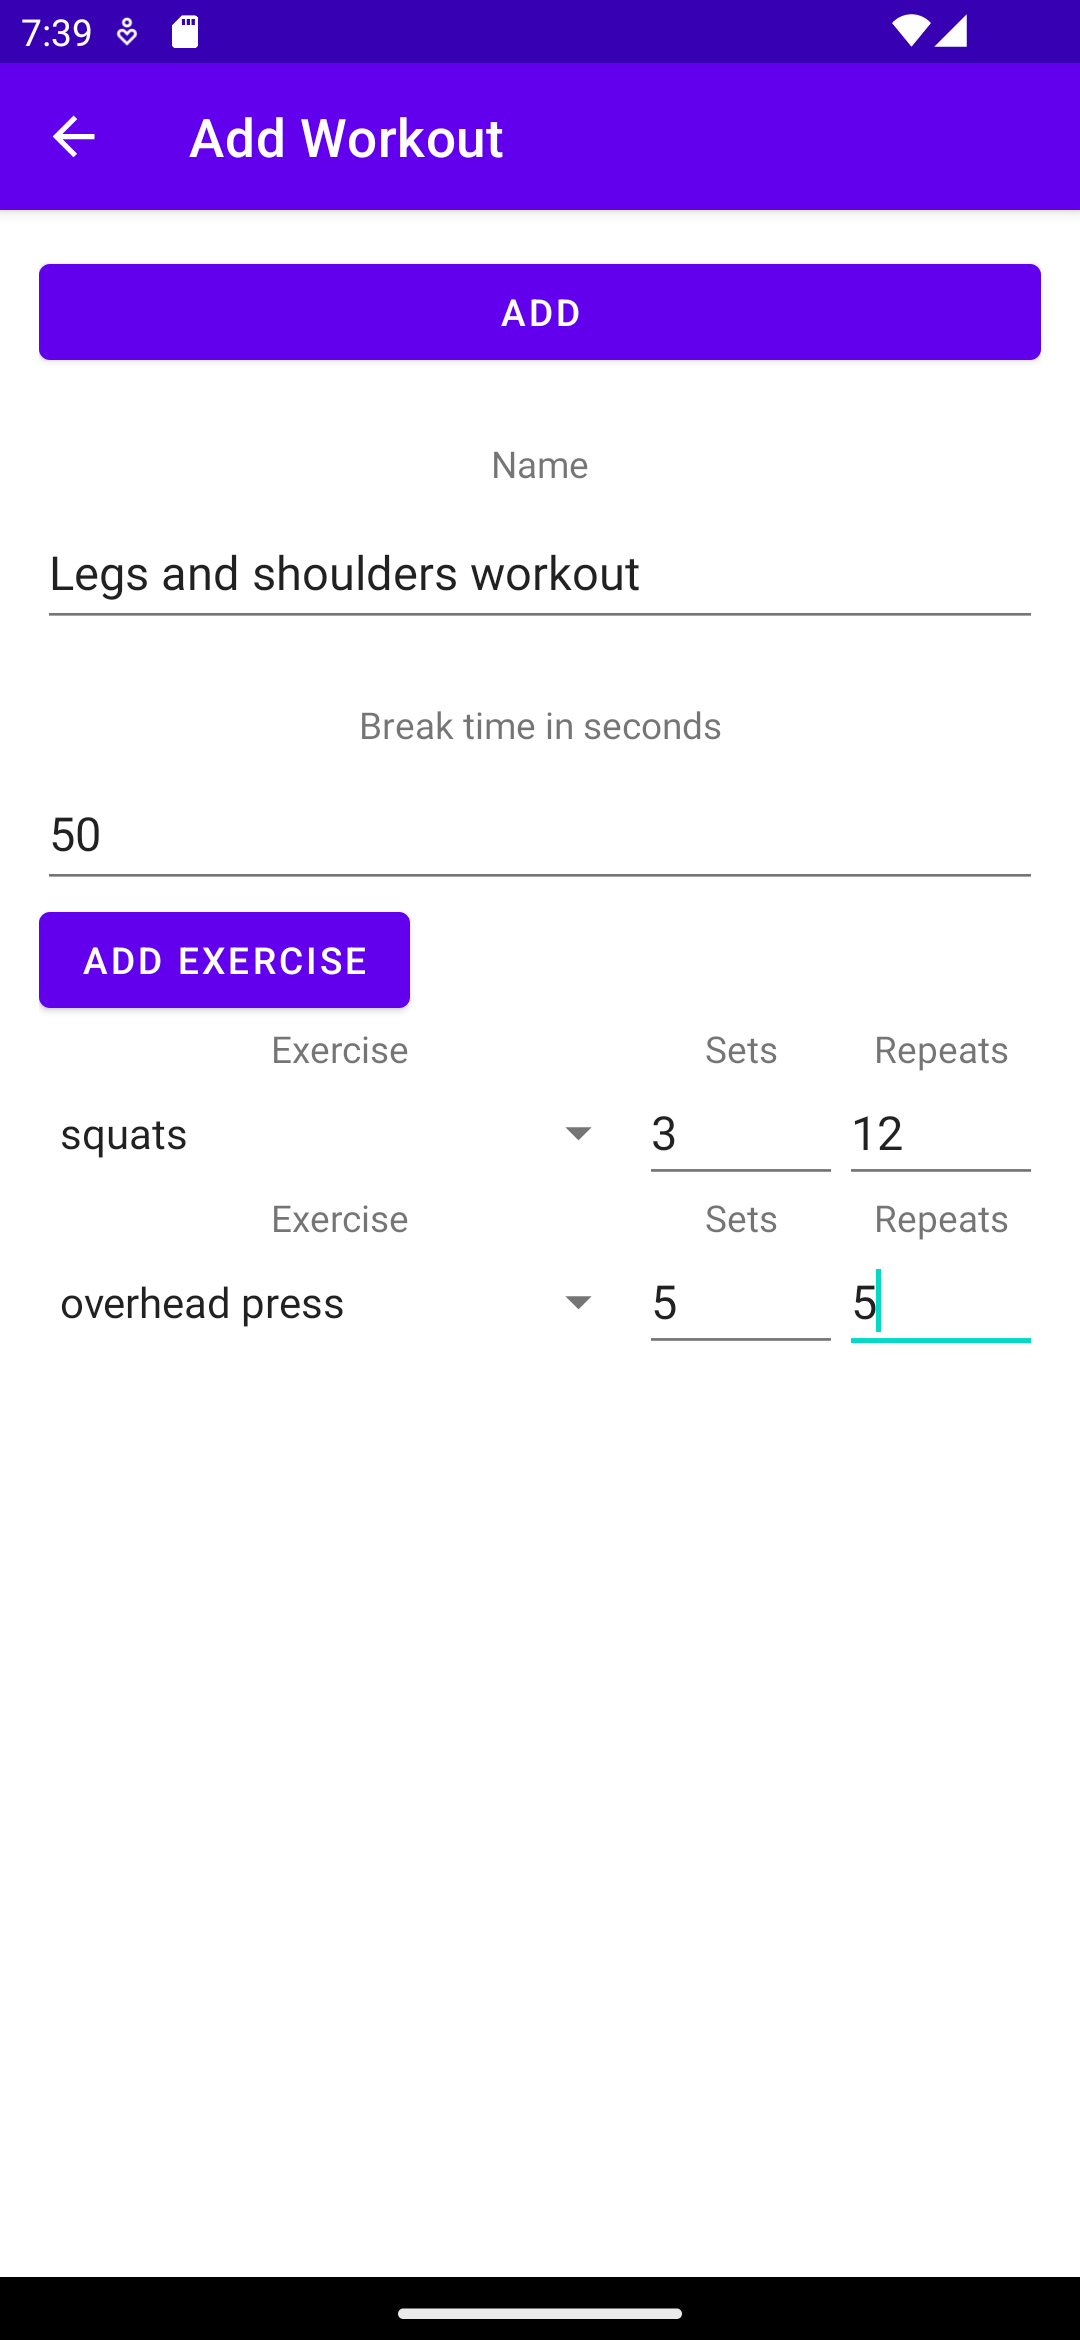 7:39
Add Workout
ADD
Name
Legs and shoulders workout
Break time in seconds
50
ADD EXERCISE
Exercise Sets Repeats
squats 3 12
Exercise Sets Repeats
overhead press 5 5